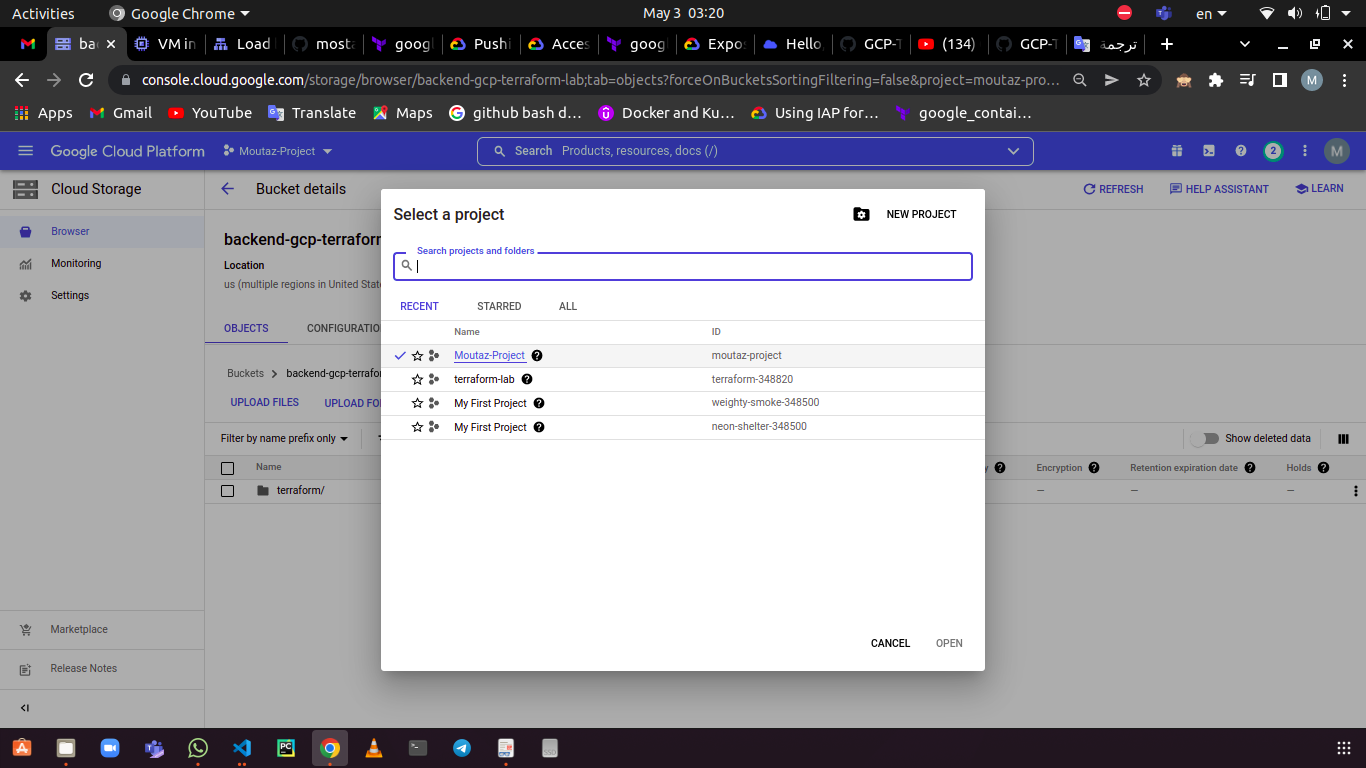 Activities Google Chrome May 3 03:20 en
ba VM in Load mosta goog Pushi Acces goog Expos Hello, GCP-T (134) GCP-T ترجمة
console.cloud.google.com/storage/browser/backend-gcp-terraform-lab;tab=objects?forceOnBucketsSortingFiltering=false&project=moutaz-pro… M
Apps Gmail YouTube Translate Maps github bash d… Docker and Ku… Using IAP for… google_contai…
Google Cloud Platform Moutaz-Project Search Products, resources, docs (/) 2 M
Cloud Storage Bucket details REFRESH HELP ASSISTANT LEARN
Browser
Monitoring
Settings
backend-gcp-terraform
Location
us (multiple regions in United State
OBJECTS CONFIGURATIO
Buckets backend-gcp-terrafor
UPLOAD FILES UPLOAD FO
Filter by name prefix only Show deleted data
Name Encryption Retention expiration date Holds
terraform/ — — —
Select a project NEW PROJECT
Search projects and folders
RECENT STARRED ALL
Name ID
Moutaz-Project moutaz-project
terraform-lab terraform-348820
My First Project weighty-smoke-348500
My First Project neon-shelter-348500
CANCEL OPEN
Marketplace
Release Notes